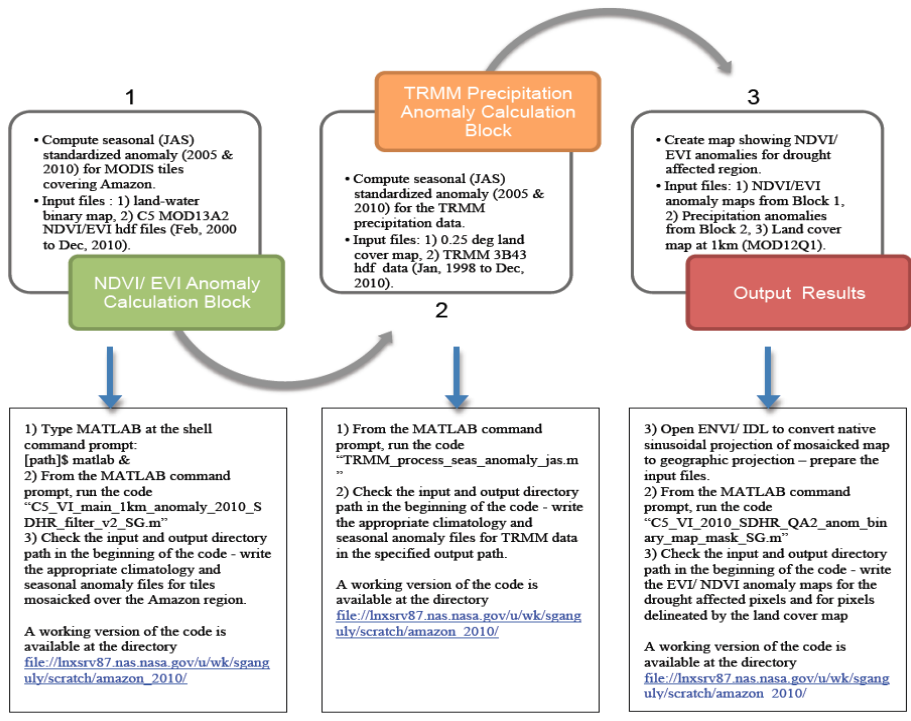 1
• Compute seasonal (JAS)
standardized anomaly (2005 &
2010) for MODIS tiles
covering Amazon.
• Input files : 1) land-water
binary map, 2) C5 MOD13A2
NDVI/EVI hdf files (Feb, 2000
to Dec, 2010).
NDVI/ EVI Anomaly
Calculation Block
TRMM Precipitation
Anomaly Calculation
Block
• Compute seasonal (JAS)
standardized anomaly (2005 &
2010) for the TRMM
precipitation data.
• Input files: 1) 0.25 deg land
cover map, 2) TRMM 3B43
hdf data (Jan, 1998 to Dec,
2010).
2
3
• Create map showing NDVI/
EVI anomalies for drought
affected region.
• Input files: 1) NDVI/EVI
anomaly maps from Block 1,
2) Precipitation anomalies
from Block 2, 3) Land cover
map at 1km (MOD12Q1).
Output Results
1) Type MATLAB at the shell
command prompt:
[path]$ matlab &
2) From the MATLAB command
prompt, run the code
“C5_VI_main_1km_anomaly_2010_S
DHR_filter_v2_SG.m”
3) Check the input and output directory
path in the beginning of the code - write
the appropriate climatology and
seasonal anomaly files for tiles
mosaicked over the Amazon region.
A working version of the code is
available at the directory
file://lnxsrv87.nas.nasa.gov/u/wk/sgang
uly/scratch/amazon_2010/
1) From the MATLAB command
prompt, run the code
“TRMM_process_seas_anomaly_jas.m
”
2) Check the input and output directory
path in the beginning of the code - write
the appropriate climatology and
seasonal anomaly files for TRMM data
in the specified output path.
A working version of the code is
available at the directory
file://lnxsrv87.nas.nasa.gov/u/wk/sgang
uly/scratch/amazon_2010/
3) Open ENVI/ IDL to convert native
sinusoidal projection of mosaicked map
to geographic projection – prepare the
input files.
2) From the MATLAB command
prompt, run the code
“C5_VI_2010_SDHR_QA2_anom_bin
ary_map_mask_SG.m”
3) Check the input and output directory
path in the beginning of the code - write
the EVI/ NDVI anomaly maps for the
drought affected pixels and for pixels
delineated by the land cover map
A working version of the code is
available at the directory
file://lnxsrv87.nas.nasa.gov/u/wk/sgang
uly/scratch/amazon_2010/